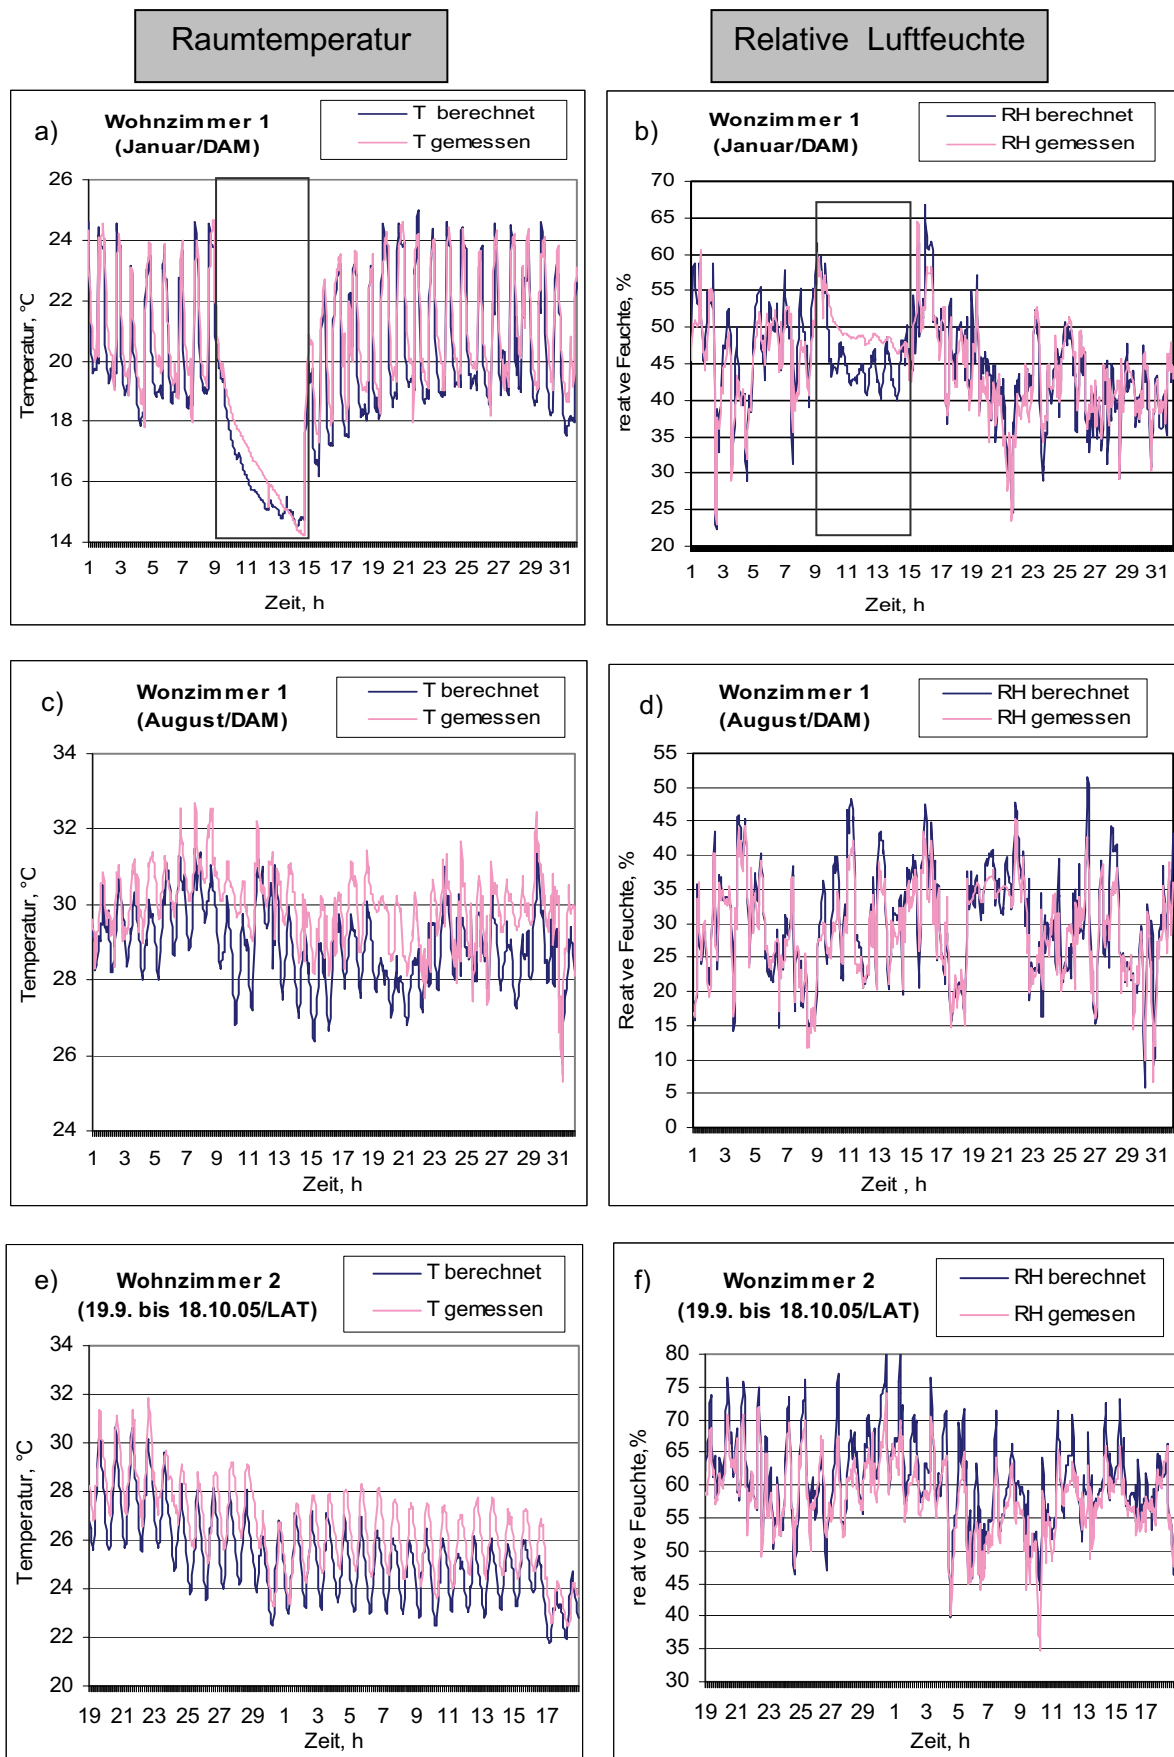 Raumtemperatur
Relative Luftfeuchte
a)
Wohnzimmer 1
(Januar/DAM)
T berechnet
T gemessen
Temperatur, °C
26
24
22
20
18
16
14
1 3 5 7 9 11 13 15 17 19 21 23 25 27 29 31
Zeit, h
b)
Wonzimmer 1
(Januar/DAM)
RH berechnet
RH gemessen
reative Feuchte, %
70
65
60
55
50
45
40
35
30
25
20
1 3 5 7 9 11 13 15 17 19 21 23 25 27 29 31
Zeit, h
c)
Wonzimmer 1
(August/DAM)
T berechnet
T gemessen
Temperatur, °C
34
32
30
28
26
24
1 3 5 7 9 11 13 15 17 19 21 23 25 27 29 31
Zeit, h
d)
Wonzimmer 1
(August/DAM)
RH berechnet
RH gemessen
Reative Feuchte, %
55
50
45
40
35
30
25
20
15
10
5
0
1 3 5 7 9 11 13 15 17 19 21 23 25 27 29 31
Zeit , h
e)
Wohnzimmer 2
(19.9. bis 18.10.05/LAT)
T berechnet
T gemessen
Temperatur, °C
34
32
30
28
26
24
22
20
19 21 23 25 27 29 1 3 5 7 9 11 13 15 17
Zeit, h
f)
Wonzimmer 2
(19.9. bis 18.10.05/LAT)
RH berechnet
RH gemesen
reative Feuchte,%
80
75
70
65
60
55
50
45
40
35
30
19 21 23 25 27 29 1 3 5 7 9 11 13 15 17
Zeit, h